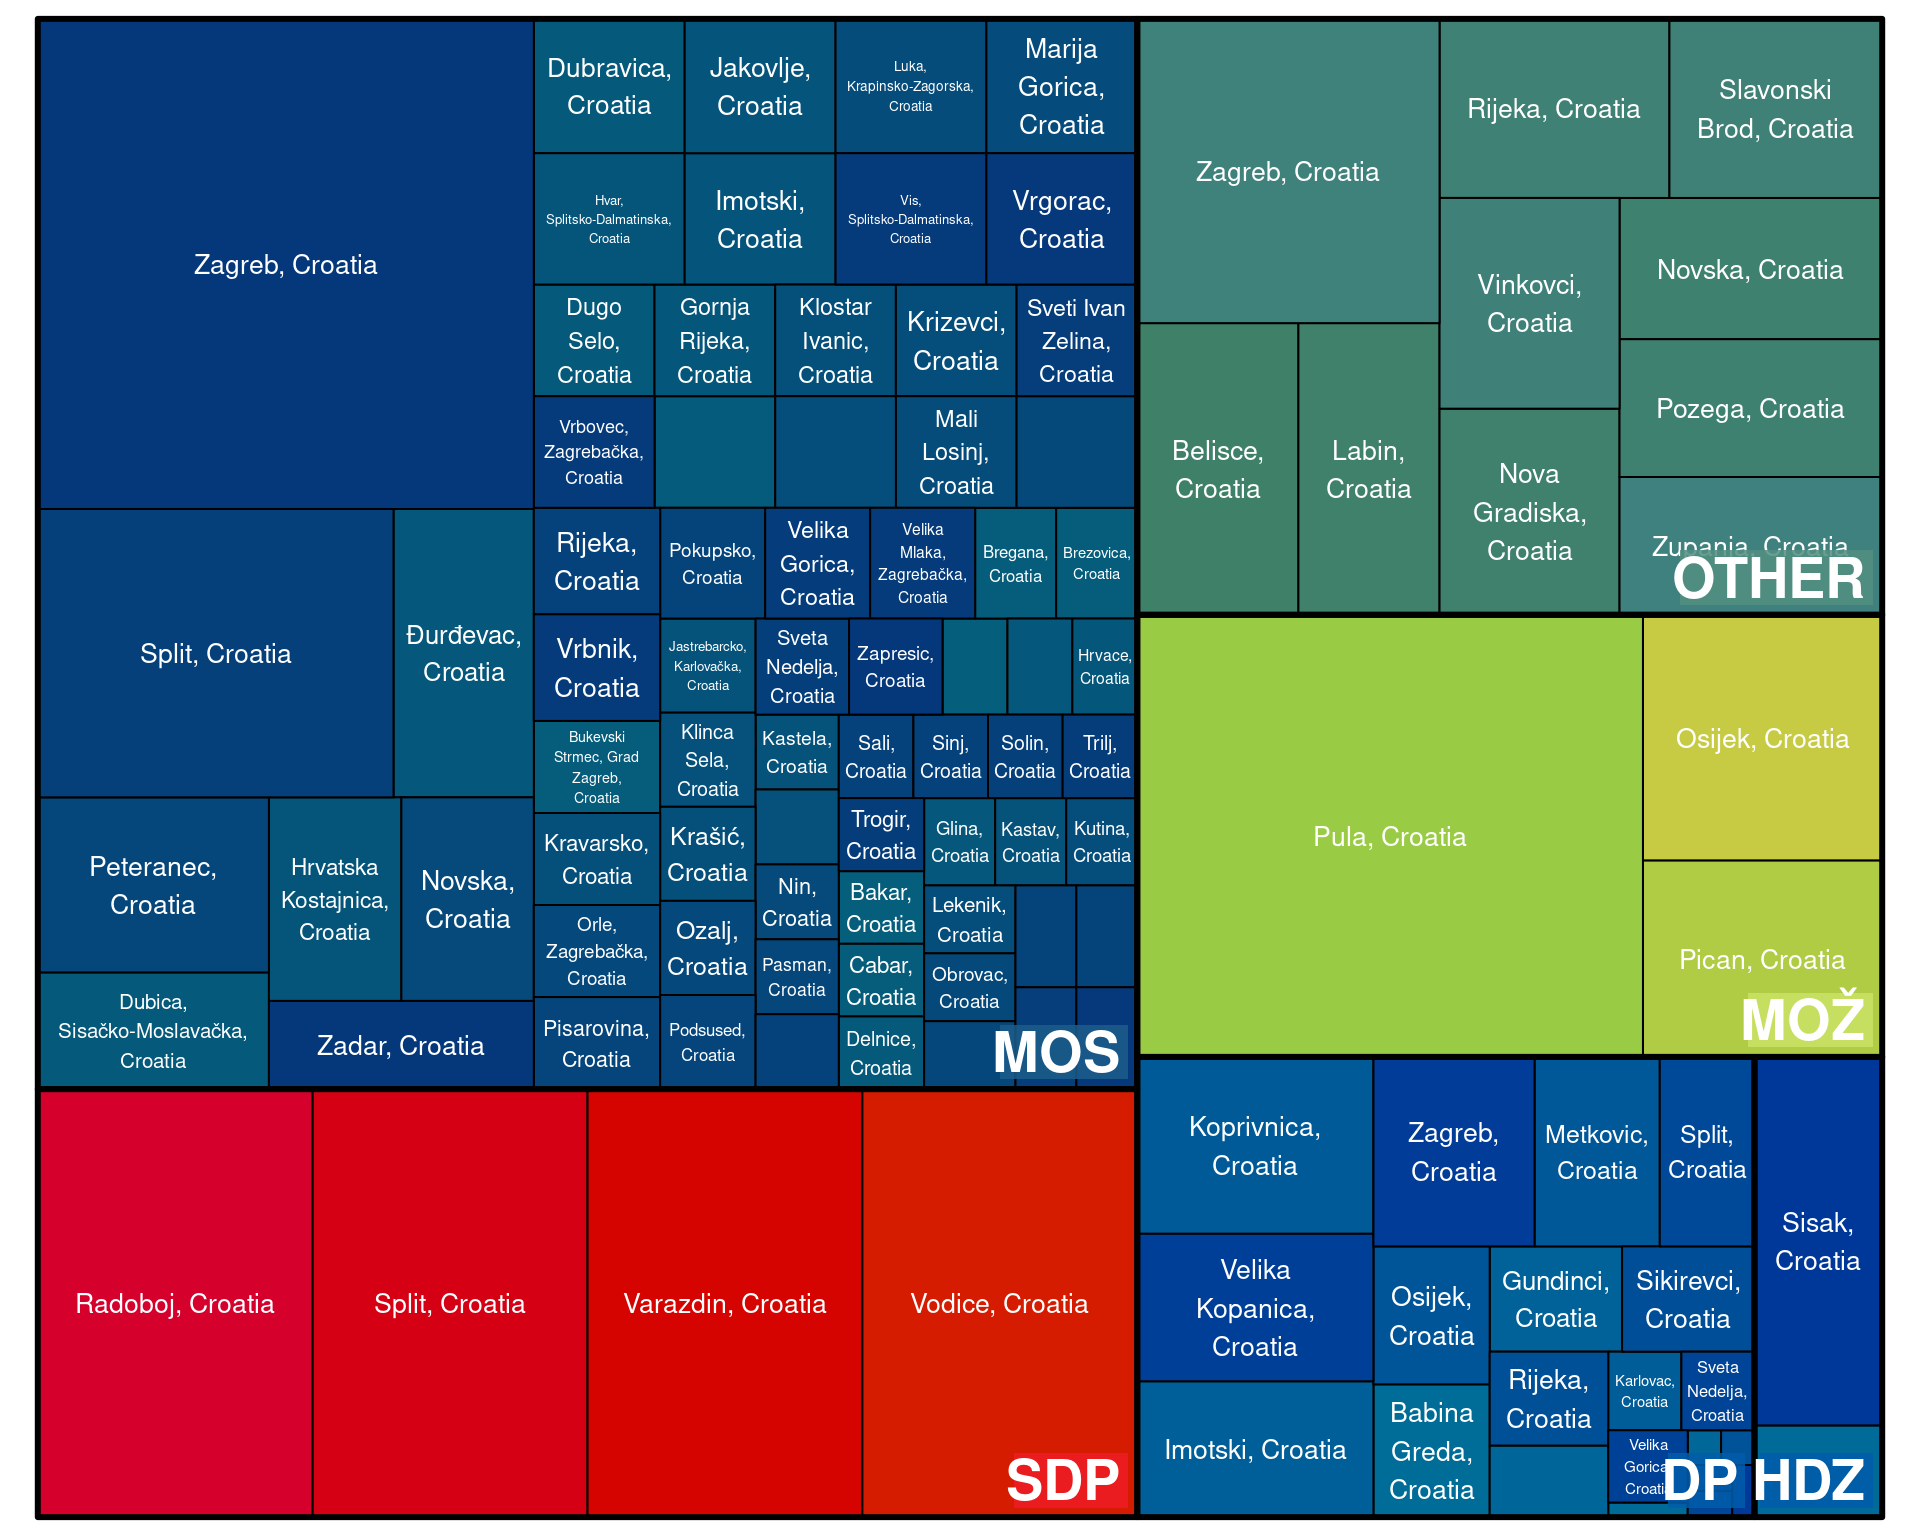 Zagreb, Croatia
Split, Croatia
Đurđevac,
Croatia
Peteranec,
Croatia
Dubica,
Sisačko-Moslavačka,
Croatia
Hrvatska
Kostajnica,
Croatia
Novska,
Croatia
Zadar, Croatia
Dubravica,
Croatia
Jakovlje,
Croatia
Luka,
Krapinsko-Zagorska,
Croatia
Marija
Gorica,
Croatia
Hvar,
Splitsko-Dalmatinska,
Croatia
Imotski,
Croatia
Vis,
Splitsko-Dalmatinska,
Croatia
Vrgorac,
Croatia
Dugo
Selo,
Croatia
Gornja
Rijeka,
Croatia
Klostar
Ivanic,
Croatia
Krizevci,
Croatia
Sveti Ivan
Zelina,
Croatia
Vrbovec,
Zagrebačka,
Croatia
Mali
Losinj,
Croatia
Rijeka,
Croatia
Vrbnik,
Croatia
Pokupsko,
Croatia
Velika
Gorica,
Croatia
Velika
Mlaka,
Zagrebačka,
Croatia
Bregana,
Croatia
Brezovica,
Croatia
Jastrebarcko,
Karlovačka,
Croatia
Sveta
Nedelja,
Croatia
Zapresic,
Croatia
Hrvace,
Croatia
Bukevski
Strmec, Grad
Zagreb,
Croatia
Kravarsko,
Croatia
Orle,
Zagrebačka,
Croatia
Pisarovina,
Croatia
Klinca
Sela,
Croatia
Krašić,
Croatia
Ozalj,
Croatia
Podsused,
Croatia
Kastela,
Croatia
Nin,
Croatia
Pasman,
Croatia
Sali,
Croatia
Sinj,
Croatia
Solin,
Croatia
Trilj,
Croatia
Trogir,
Croatia
Bakar,
Croatia
Cabar,
Croatia
Delnice,
Croatia
Glina,
Croatia
Kastav,
Croatia
Kutina,
Croatia
Lekenik,
Croatia
Obrovac,
Croatia
MOS
Radoboj, Croatia
Split, Croatia
Varazdin, Croatia
Vodice, Croatia
SDP
Zagreb, Croatia
Rijeka, Croatia
Slavonski
Brod, Croatia
Belisce,
Croatia
Labin,
Croatia
Vinkovci,
Croatia
Nova
Gradiska,
Croatia
Novska, Croatia
Pozega, Croatia
Zupanja, Croatia
OTHER
Pula, Croatia
Osijek, Croatia
Pican, Croatia
MOŽ
Koprivnica,
Croatia
Velika
Kopanica,
Croatia
Imotski, Croatia
Zagreb,
Croatia
Metkovic,
Croatia
Split,
Croatia
Osijek,
Croatia
Babina
Greda,
Croatia
Gundinci,
Croatia
Sikirevci,
Croatia
Rijeka,
Croatia
Karlovac,
Croatia
Sveta
Nedelja,
Croatia
Velika
Gorica,
Croatia
DP
Sisak,
Croatia
HDZ